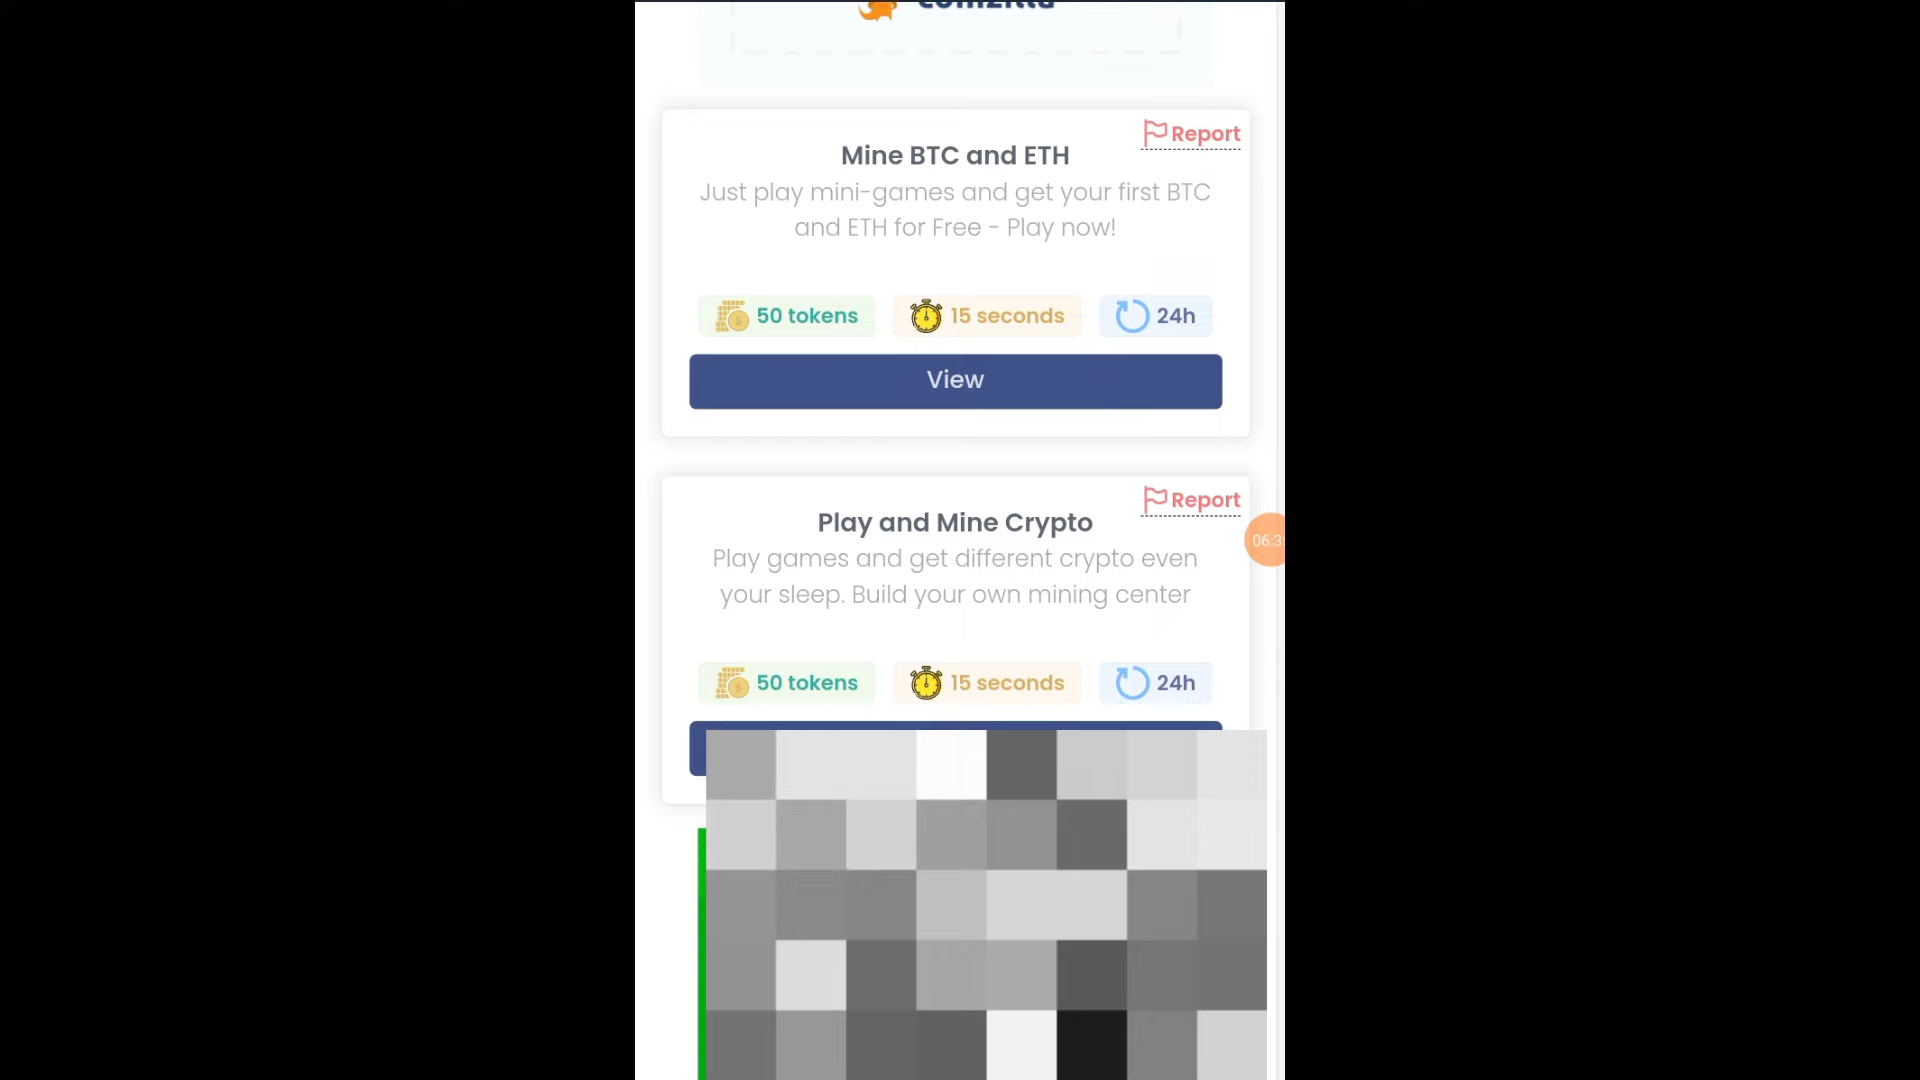 Report
Mine BTC and ETH
Just play mini-games and get your first BTC
and ETH for Free - Play now!
50 tokens 15 seconds 24h
View
Report
Play and Mine Crypto
Play games and get different crypto even
your sleep. Build your own mining center
50 tokens 15 seconds 24h